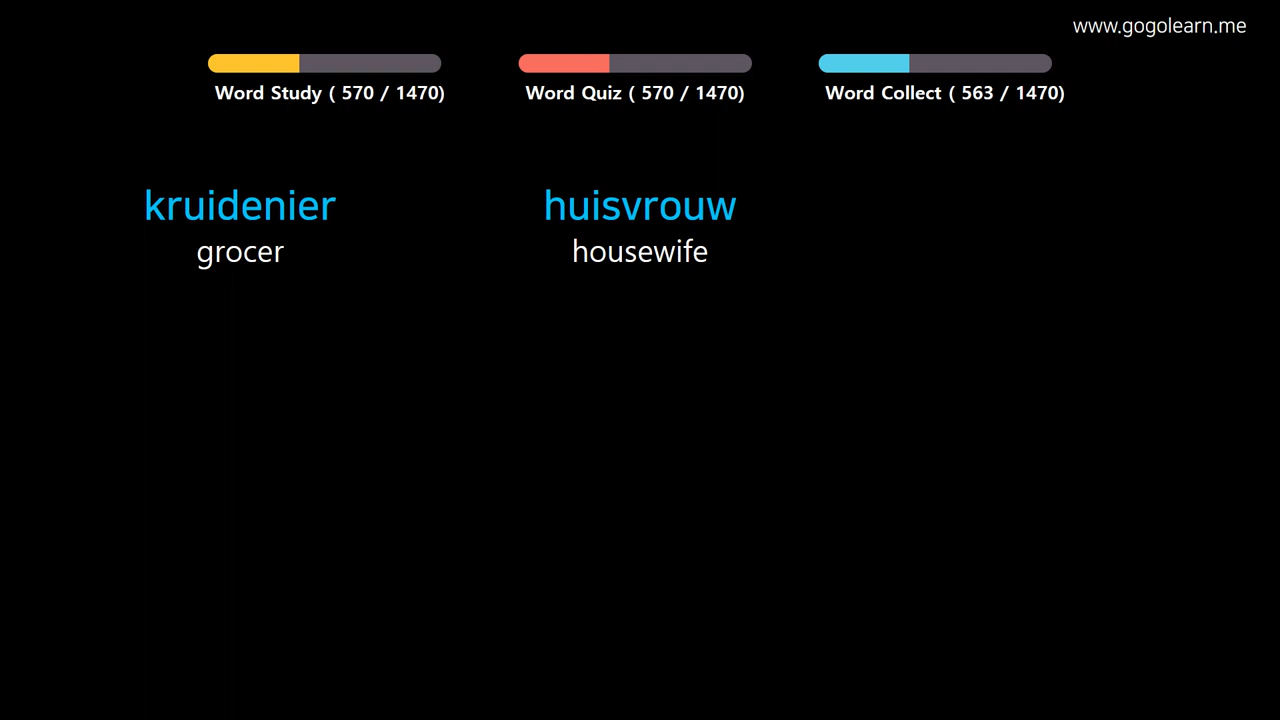 www.gogolearn.me
Word Study ( 570 / 1470)
Word Quiz ( 570 / 1470)
Word Collect ( 563 / 1470)
kruidenier
grocer
huisvrouw
housewife